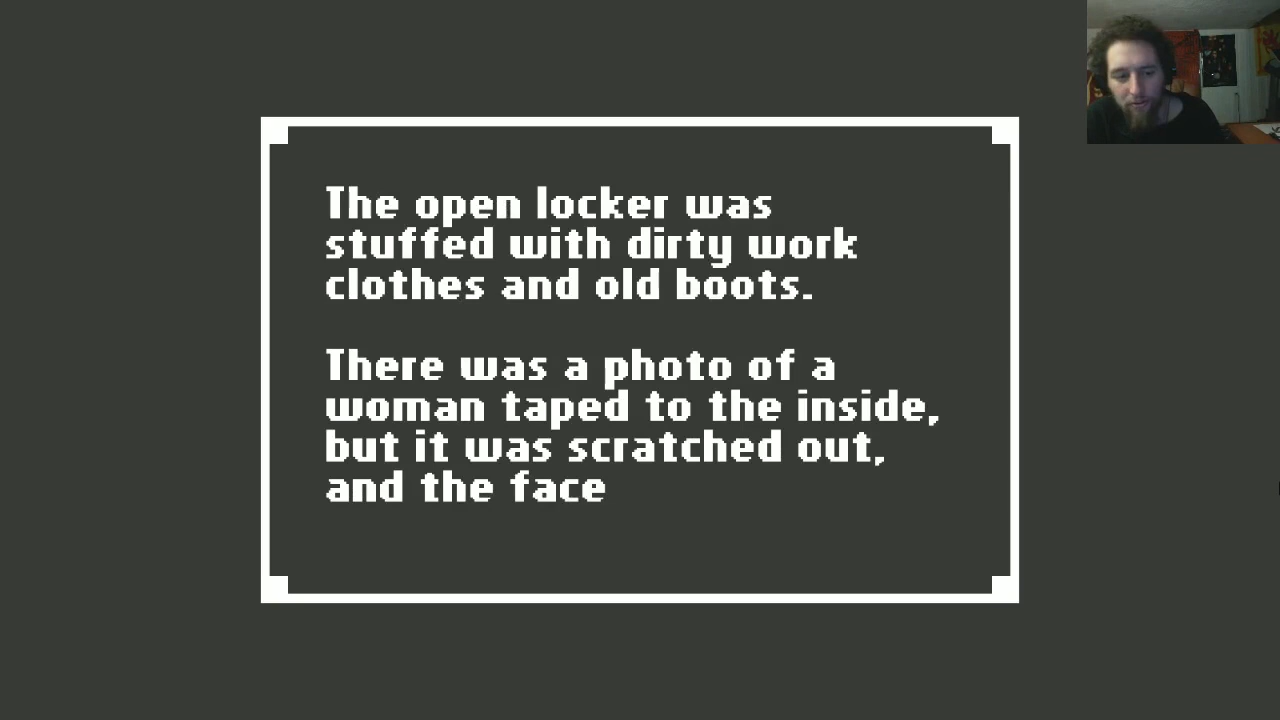 The open locker was
stuffed with dirty work
clothes and old boots.
There was a photo of a
woman taped to the inside,
but it was scratched out,
and the face